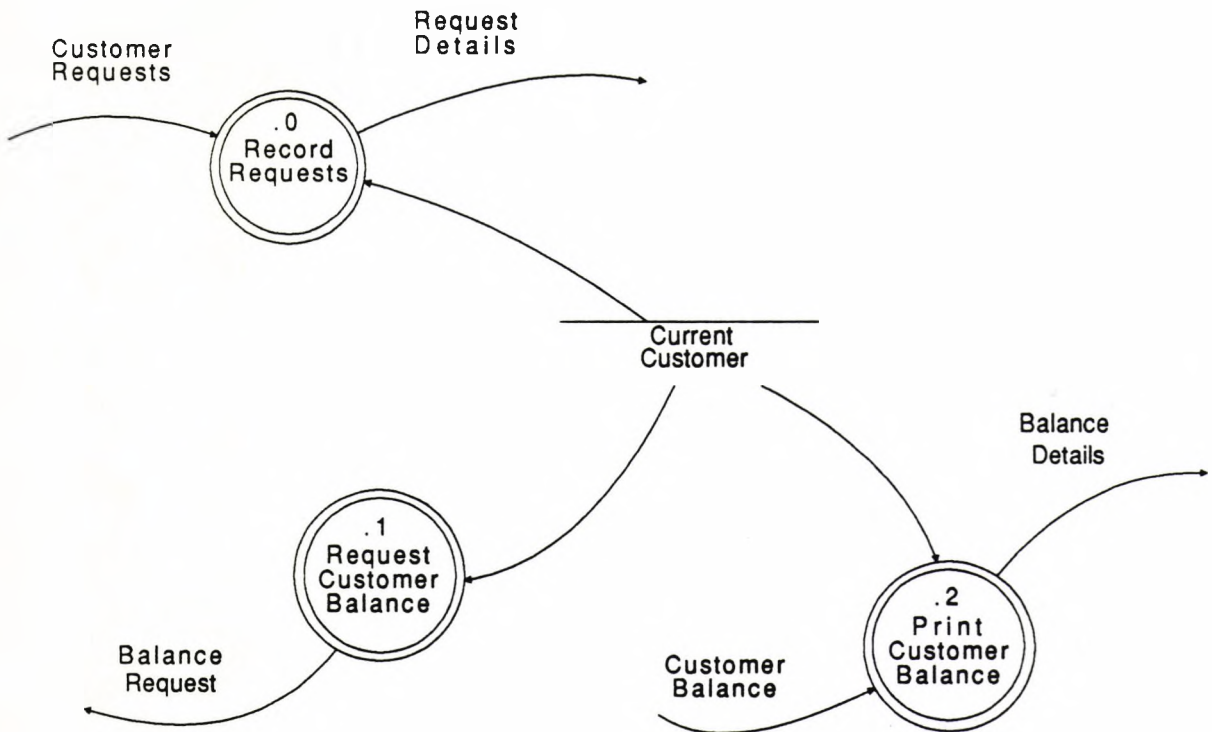 Customer
Requests
Request
Details
.0
Record
Requests
Current
Customer
.1
Request
Customer
Balance
Balance
Request
Balance
Details
.2
Print
Customer
Balance
Customer
Balance